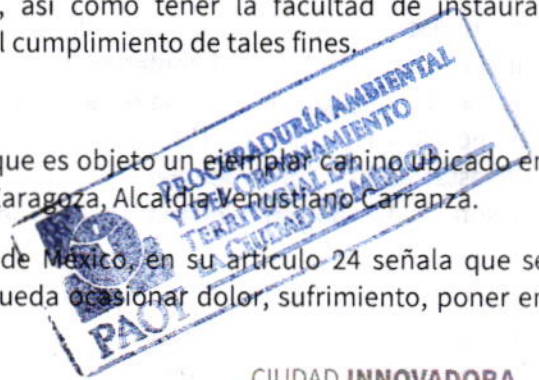 , así como tener la facultad de instaura
l cumplimiento de tales fines.
que es objeto un ejemplar canino ubicado en
Zaragoza, Alcaldía Venustiano Carranza.
de México, en su artículo 24 señala que se
ueda ocasionar dolor, sufrimiento, poner en
PROCURADURÍA AMBIENTAL
Y DEL ORDENAMIENTO
TERRITORIAL DE
LA CIUDAD DE MÉXICO
PAOT
CIUDAD INNOVADORA